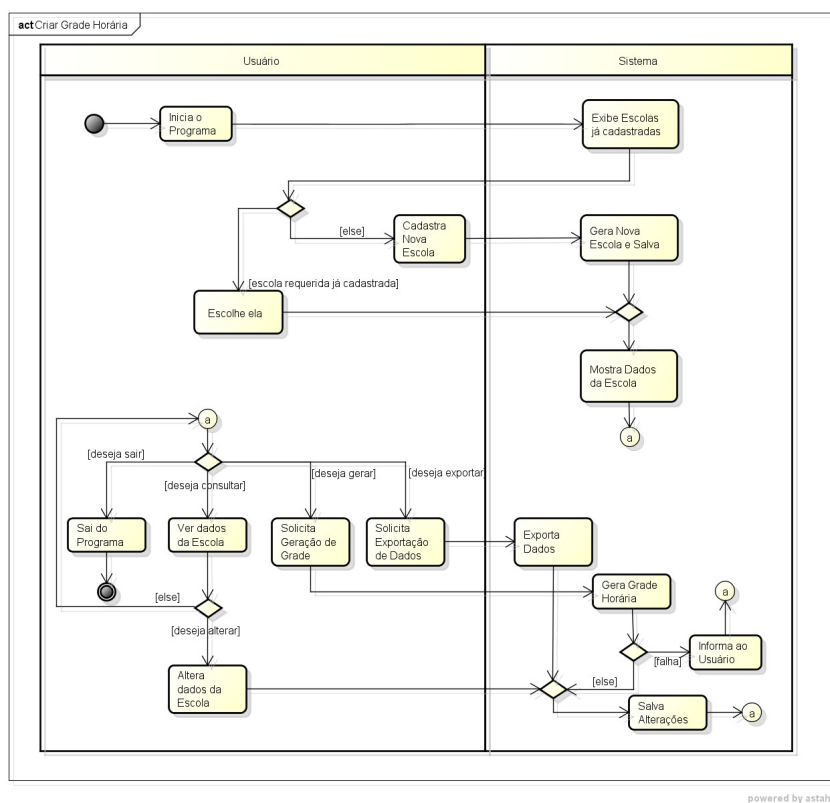 act Criar Grade Horária
Usuário
Sistema
Inicia o
Programa
Exibe Escolas
já cadastradas
[else]
Cadastra
Nova
Escola
Gera Nova
Escola e Salva
[escola requerida já cadastrada]
Escolhe ela
Mostra Dados
da Escola
a
a
[deseja sair]
[deseja consultar]
[deseja gerar]
[deseja exportar]
Sai do
Programa
Ver dados
da Escola
Solicita
Geração de
Grade
Solicita
Exportação
de Dados
Exporta
Dados
Gera Grade
Horária
a
[else]
[deseja alterar]
[falha]
Informa ao
Usuário
Altera
dados da
Escola
[else]
Salva
Alterações
a
powered by astah